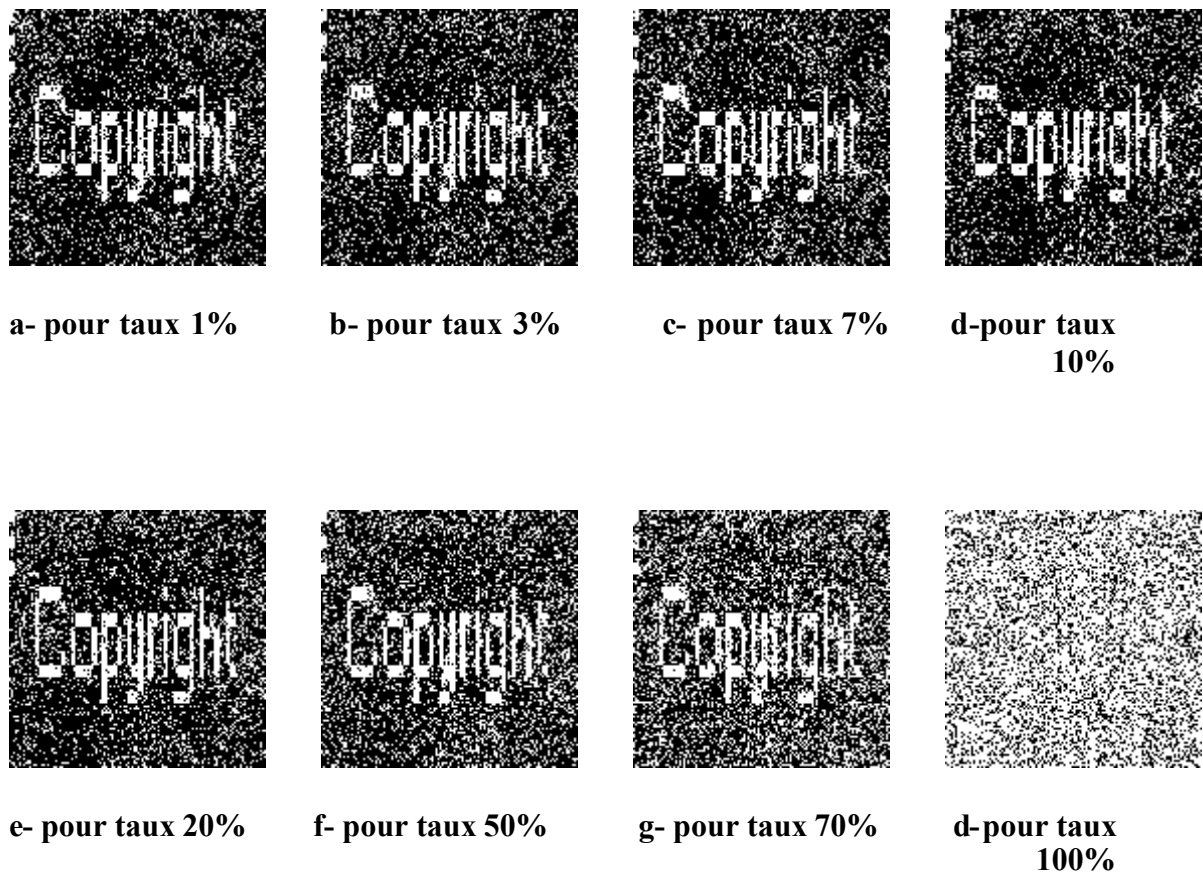 Copyright Copyright Copyright Copyright
a- pour taux 1% b- pour taux 3% c- pour taux 7% d-pour taux
10%
Copyright Copyright Copyright
e- pour taux 20% f- pour taux 50% g- pour taux 70% d-pour taux
100%